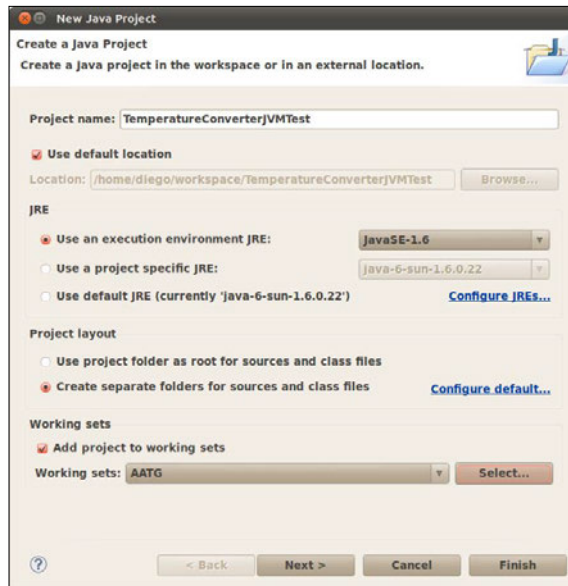 New Java Project
Create a Java Project
Create a Java project in the workspace or in an external location.
Project name: TemperatureConverterJVMTest
Use default location
Location: /home/diego/workspace/TemperatureConverterJVMTest Browse...
JRE
Use an execution environment JRE: JavaSE-1.6
Use a project specific JRE: java-6-sun-1.6.0.22
Use default JRE (currently 'java-6-sun-1.6.0.22') Configure JREs...
Project layout
Use project folder as root for sources and class files
Create separate folders for sources and class files Configure default...
Working sets
Add project to working sets
Working sets: AATG Select...
? < Back Next > Cancel Finish